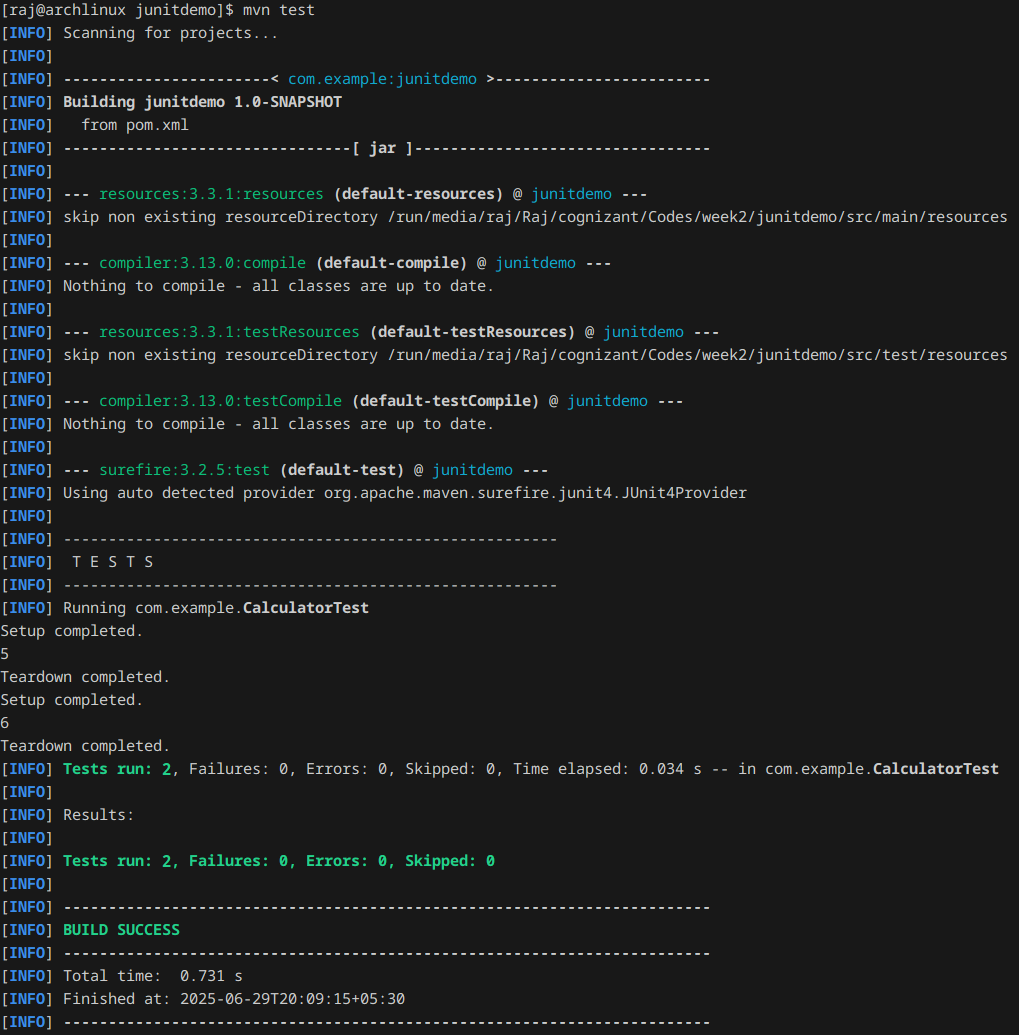 [raj@archlinux junitdemo]$ mvn test
[INFO] Scanning for projects...
[INFO]
[INFO] -----------------------< com.example:junitdemo >------------------------
[INFO] Building junitdemo 1.0-SNAPSHOT
[INFO]   from pom.xml
[INFO] --------------------------------[ jar ]---------------------------------
[INFO]
[INFO] --- resources:3.3.1:resources (default-resources) @ junitdemo ---
[INFO] skip non existing resourceDirectory /run/media/raj/Raj/cognizant/Codes/week2/junitdemo/src/main/resources
[INFO]
[INFO] --- compiler:3.13.0:compile (default-compile) @ junitdemo ---
[INFO] Nothing to compile - all classes are up to date.
[INFO]
[INFO] --- resources:3.3.1:testResources (default-testResources) @ junitdemo ---
[INFO] skip non existing resourceDirectory /run/media/raj/Raj/cognizant/Codes/week2/junitdemo/src/test/resources
[INFO]
[INFO] --- compiler:3.13.0:testCompile (default-testCompile) @ junitdemo ---
[INFO] Nothing to compile - all classes are up to date.
[INFO]
[INFO] --- surefire:3.2.5:test (default-test) @ junitdemo ---
[INFO] Using auto detected provider org.apache.maven.surefire.junit4.JUnit4Provider
[INFO]
[INFO] -------------------------------------------------------
[INFO]  T E S T S
[INFO] -------------------------------------------------------
[INFO] Running com.example.CalculatorTest
Setup completed.
5
Teardown completed.
Setup completed.
6
Teardown completed.
[INFO] Tests run: 2, Failures: 0, Errors: 0, Skipped: 0, Time elapsed: 0.034 s -- in com.example.CalculatorTest
[INFO]
[INFO] Results:
[INFO]
[INFO] Tests run: 2, Failures: 0, Errors: 0, Skipped: 0
[INFO]
[INFO] ------------------------------------------------------------------------
[INFO] BUILD SUCCESS
[INFO] ------------------------------------------------------------------------
[INFO] Total time:  0.731 s
[INFO] Finished at: 2025-06-29T20:09:15+05:30
[INFO] ------------------------------------------------------------------------